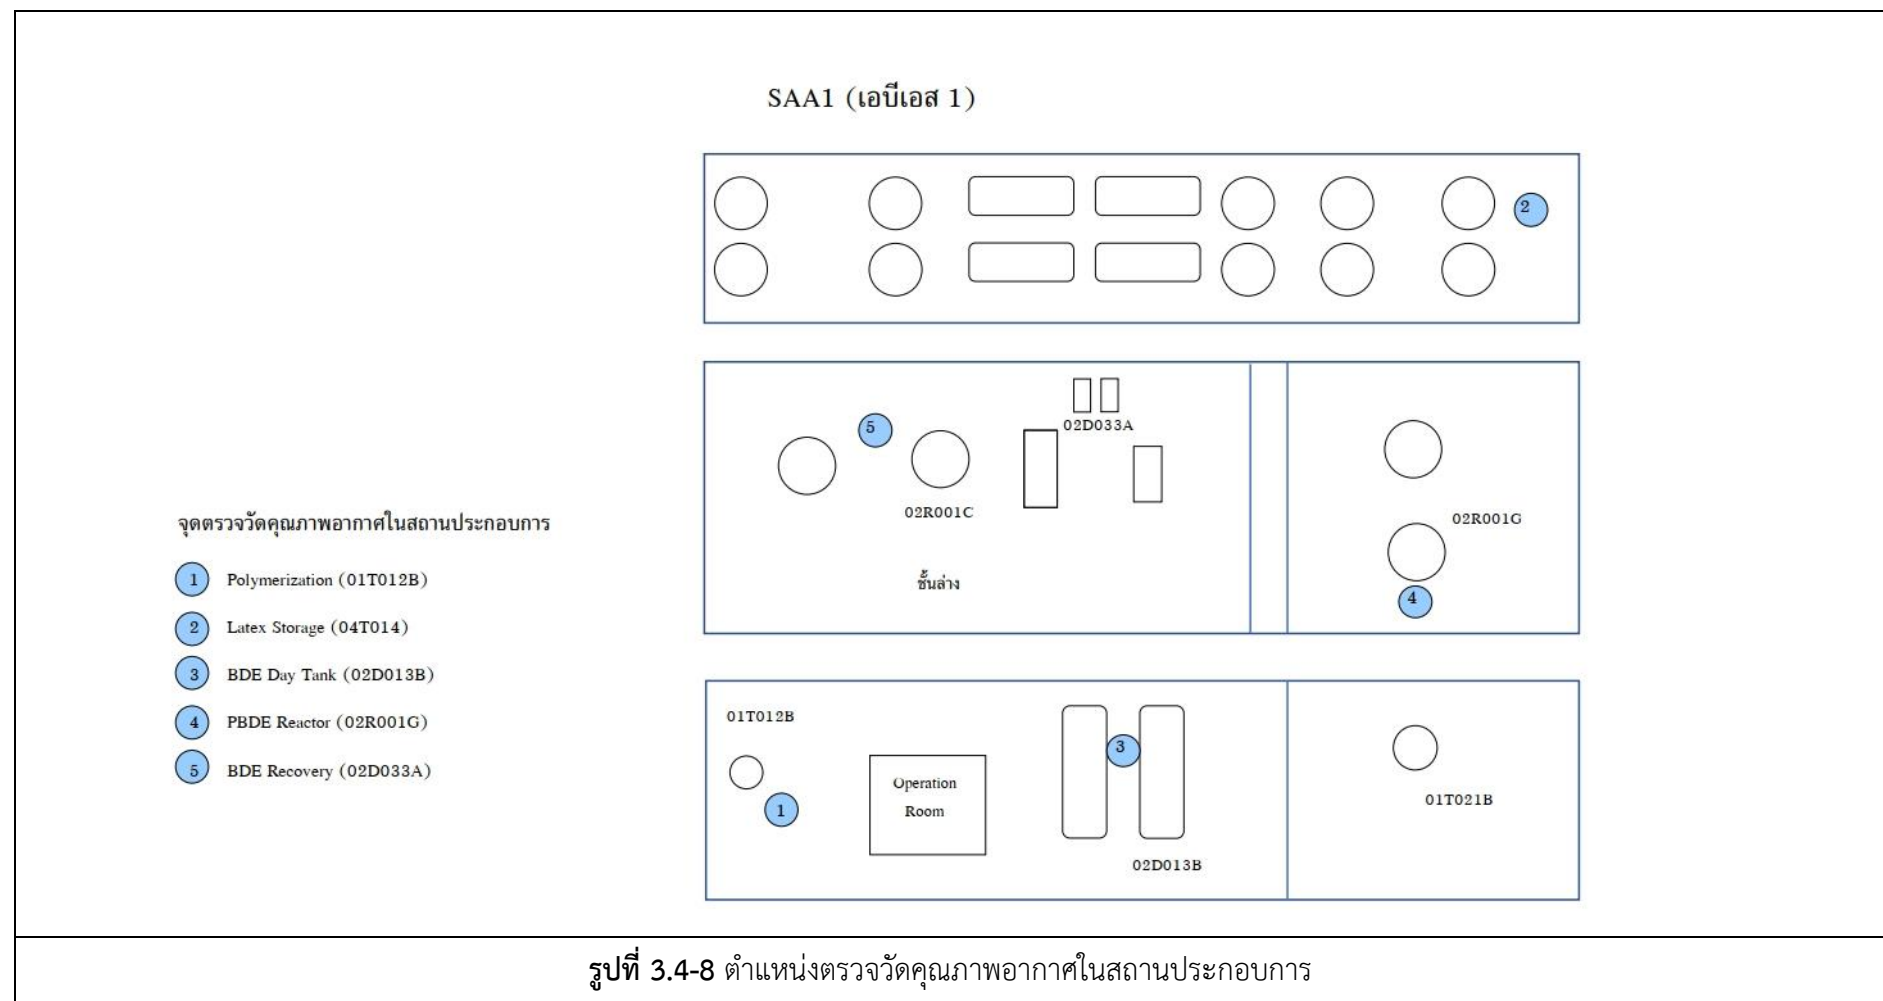 SAA1 (เอบีเอส 1)
2
5
02D033A
02R001C
02R001G
ชั้นล่าง
4
จุดตรวจวัดคุณภาพอากาศในสถานประกอบการ
1 Polymerization (01T012B)
2 Latex Storage (04T014)
3 BDE Day Tank (02D013B)
4 PBDE Reactor (02R001G)
5 BDE Recovery (02D033A)
01T012B
3
Operation
Room
1
01T021B
02D013B
รูปที่ 3.4-8 ตำแหน่งตรวจวัดคุณภาพอากาศในสถานประกอบการ